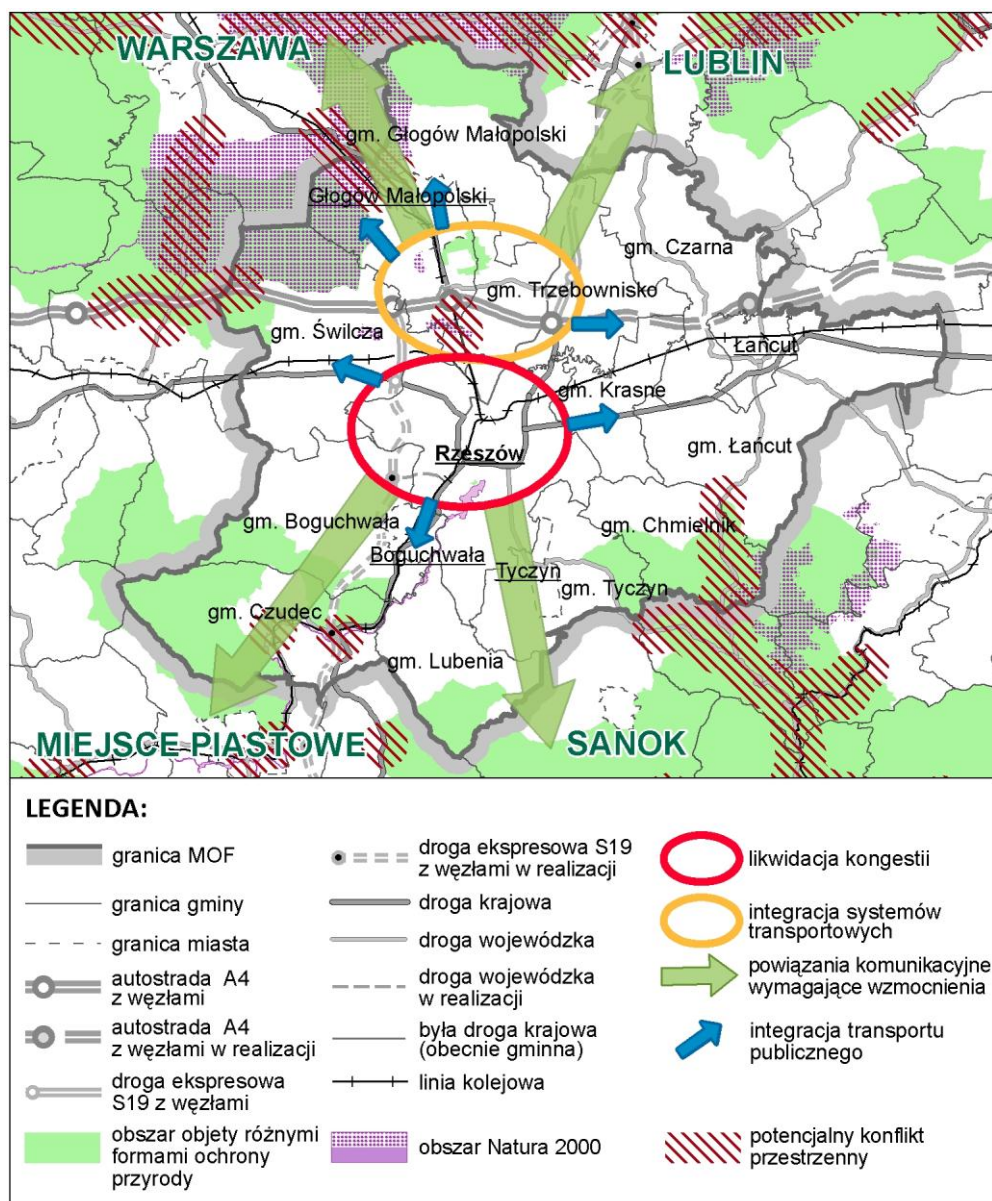 WARSZAWA
LUBLIN
gm. Głogów Małopolski
Głogów Małopolski
gm. Czarna
gm. Trzebownisko
gm. Świlcza
Łańcut
gm. Krasne
gm. Łańcut
Rzeszów
gm. Boguchwała
gm. Chmielnik
Boguchwała
Tyczyn
gm. Tyczyn
gm. Czudec
gm. Lubenia
MIEJSCE PIASTOWE
SANOK
LEGENDA:
granica MOF
granica gminy
granica miasta
autostrada A4
z węzłami
autostrada A4
z węzłami w realizacji
droga ekspresowa
S19 z węzłami
obszar objety różnymi
formami ochrony
przyrody
droga ekspresowa S19
z węzłami w realizacji
droga krajowa
droga wojewódzka
droga wojewódzka
w realizacji
była droga krajowa
(obecnie gminna)
linia kolejowa
obszar Natura 2000
likwidacja kongestii
integracja systemów
transportowych
powiązania komunikacyjne
wymagające wzmocnienia
integracja transportu
publicznego
potencjalny konflikt
przestrzenny